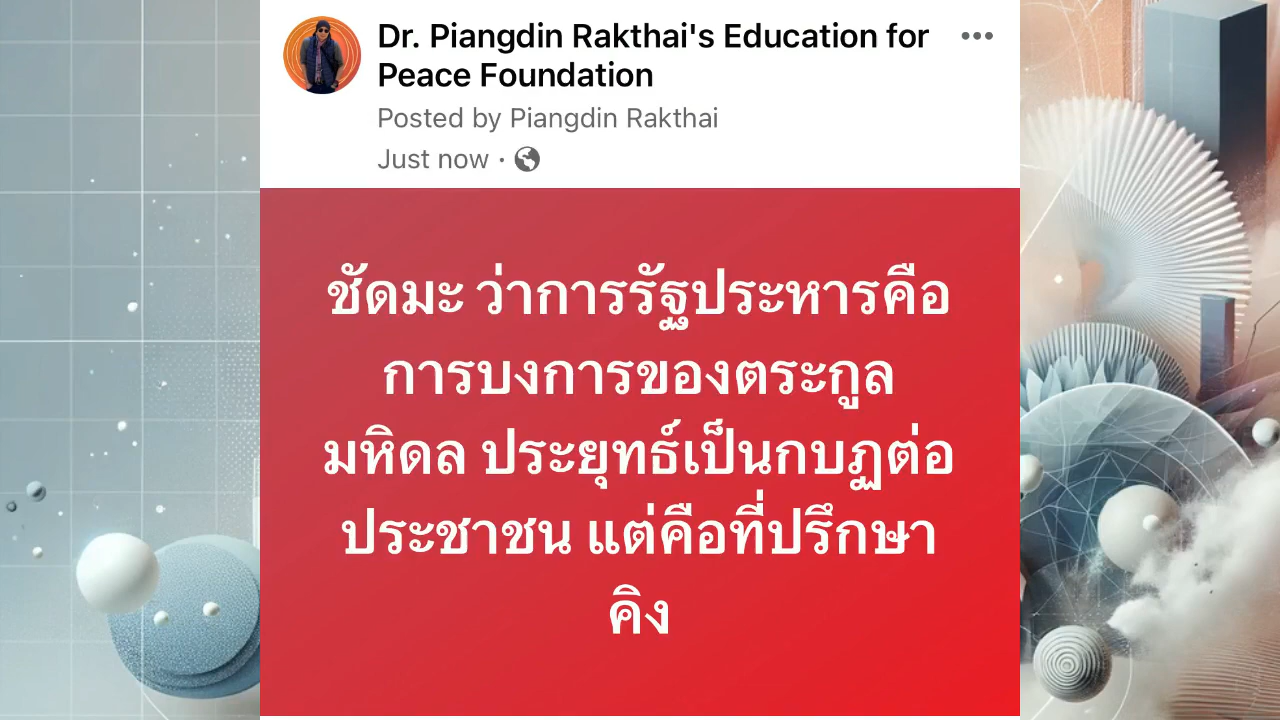 Dr. Piangdin Rakthai's Education for
Peace Foundation
Posted by Piangdin Rakthai
Just now ·
ชัดมะ ว่าการรัฐประหารคือ
การบงการของตระกูล
มหิดล ประยุทธ์เป็นกบฏต่อ
ประชาชน แต่คือที่ปรึกษา
คิง